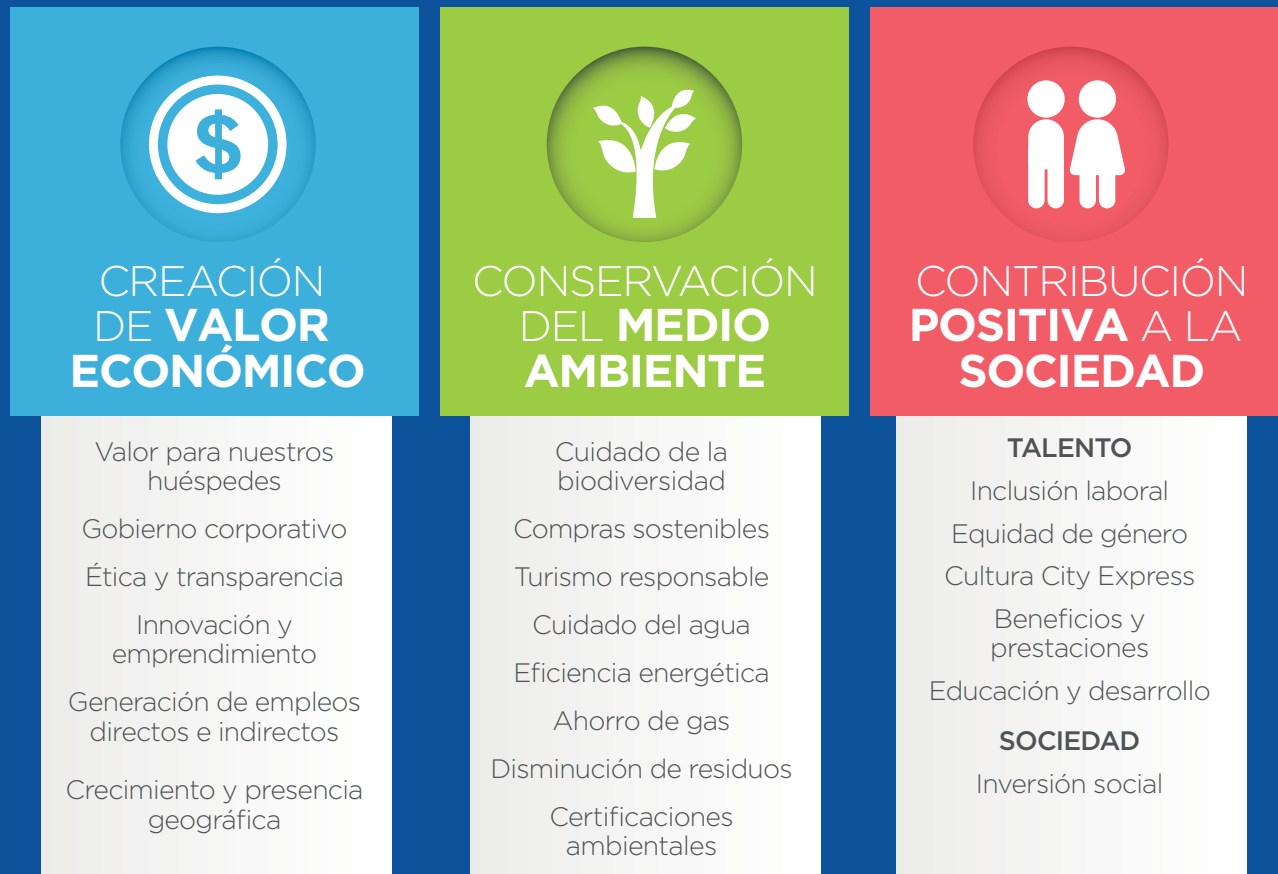 $
CREACIÓN
DE VALOR
ECONÓMICO
Valor para nuestros
huéspedes
Gobierno corporativo
Ética y transparencia
Innovación y
emprendimiento
Generación de empleos
directos e indirectos
Crecimiento y presencia
geográfica
CONSERVACIÓN
DEL MEDIO
AMBIENTE
Cuidado de la
biodiversidad
Compras sostenibles
Turismo responsable
Cuidado del agua
Eficiencia energética
Ahorro de gas
Disminución de residuos
Certificaciones
ambientales
CONTRIBUCIÓN
POSITIVA A LA
SOCIEDAD
TALENTO
Inclusión laboral
Equidad de género
Cultura City Express
Beneficios y
prestaciones
Educación y desarrollo
SOCIEDAD
Inversión social